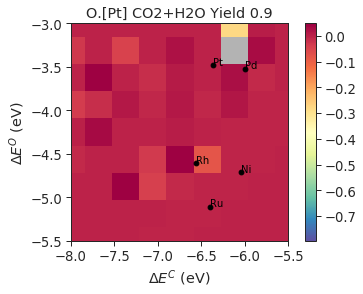 O.[Pt] CO2+H2O Yield 0.9
−3.0
−3.5
−4.0
−4.5
−5.0
−5.5
ΔE^O (eV)
Pt
Pd
Rh
Ni
Ru
−8.0 −7.5 −7.0 −6.5 −6.0 −5.5
ΔE^C (eV)
0.0
−0.1
−0.2
−0.3
−0.4
−0.5
−0.6
−0.7